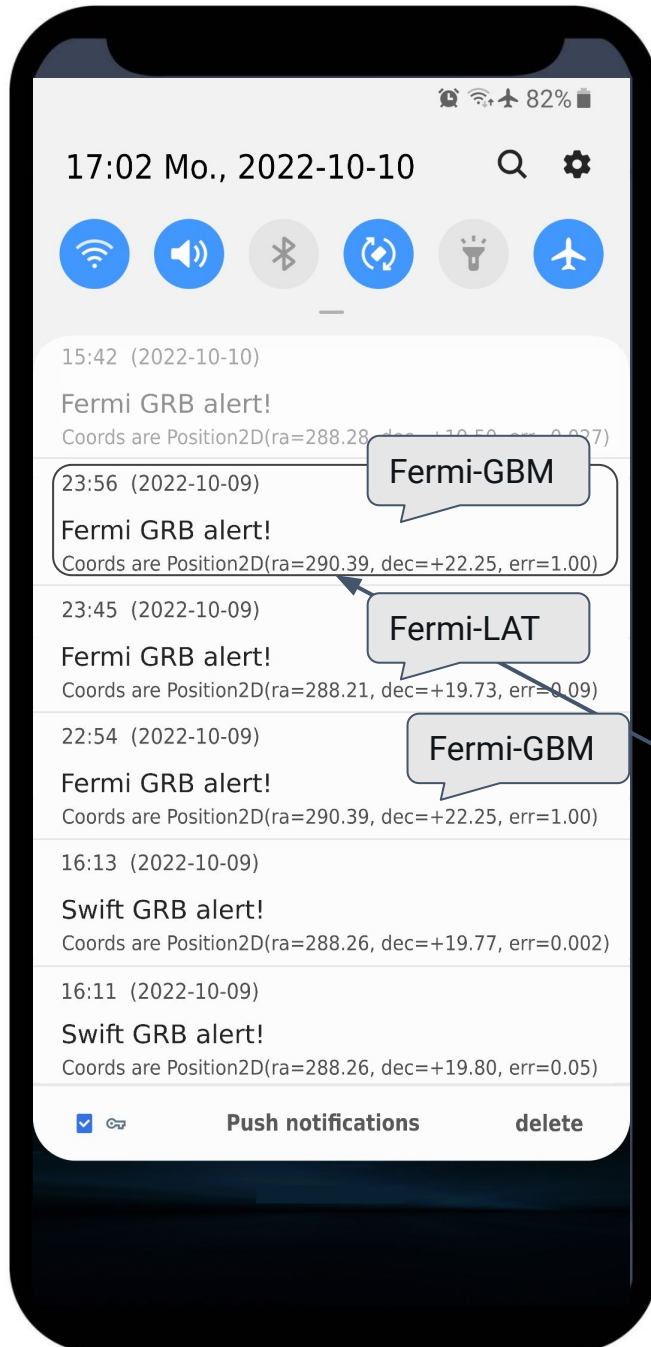 82%
17:02 Mo., 2022-10-10
15:42 (2022-10-10)
Fermi GRB alert!
Coords are Position2D(ra=288.28,
Fermi-GBM
23:56 (2022-10-09)
Fermi GRB alert!
Coords are Position2D(ra=290.39, dec=+22.25, err=1.00)
23:45 (2022-10-09)
Fermi-LAT
Fermi GRB alert!
Coords are Position2D(ra=288.21, dec=+19.73, err=0.09)
22:54 (2022-10-09)
Fermi-GBM
Fermi GRB alert!
Coords are Position2D(ra=290.39, dec=+22.25, err=1.00)
16:13 (2022-10-09)
Swift GRB alert!
Coords are Position2D(ra=288.26, dec=+19.77, err=0.002)
16:11 (2022-10-09)
Swift GRB alert!
Coords are Position2D(ra=288.26, dec=+19.80, err=0.05)
Push notifications delete